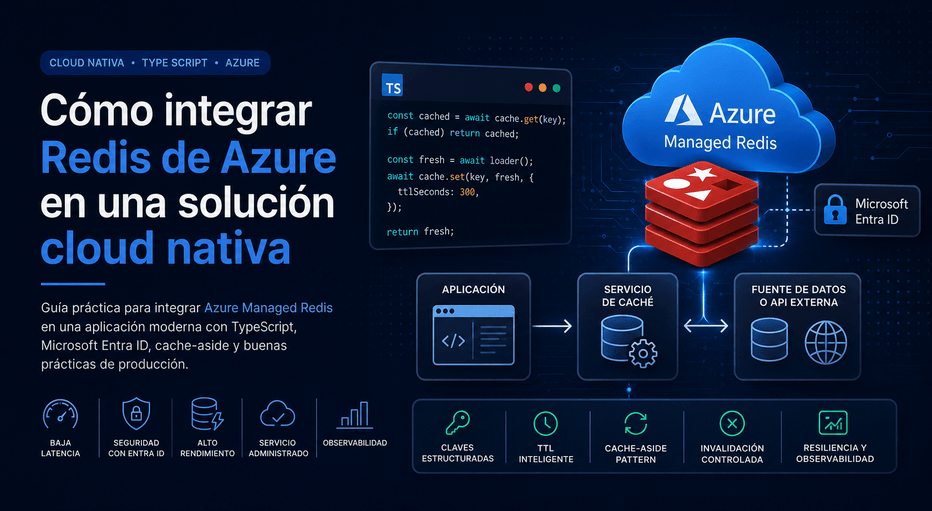 CLOUD NATIVA • TYPE SCRIPT • AZURE
Cómo integrar
Redis de Azure
en una solución
cloud nativa
Guía práctica para integrar Azure Managed Redis
en una aplicación moderna con TypeScript,
Microsoft Entra ID, cache-aside y buenas
prácticas de producción.
BAJA
LATENCIA
SEGURIDAD
CON ENTRA ID
ALTO
RENDIMIENTO
SERVICIO
ADMINISTRADO
OBSERVABILIDAD
TS
const cached = await cache.get(key);
if (cached) return cached;
const fresh = await loader();
await cache.set(key, fresh, {
ttlSeconds: 300,
});
return fresh;
Azure
Managed Redis
Microsoft
Entra ID
APLICACIÓN
</>
SERVICIO
DE CACHÉ
FUENTE DE DATOS
O API EXTERNA
CLAVES
ESTRUCTURADAS
TTL
INTELIGENTE
CACHE-ASIDE
PATTERN
INVALIDACIÓN
CONTROLADA
RESILIENCIA Y
OBSERVABILIDAD